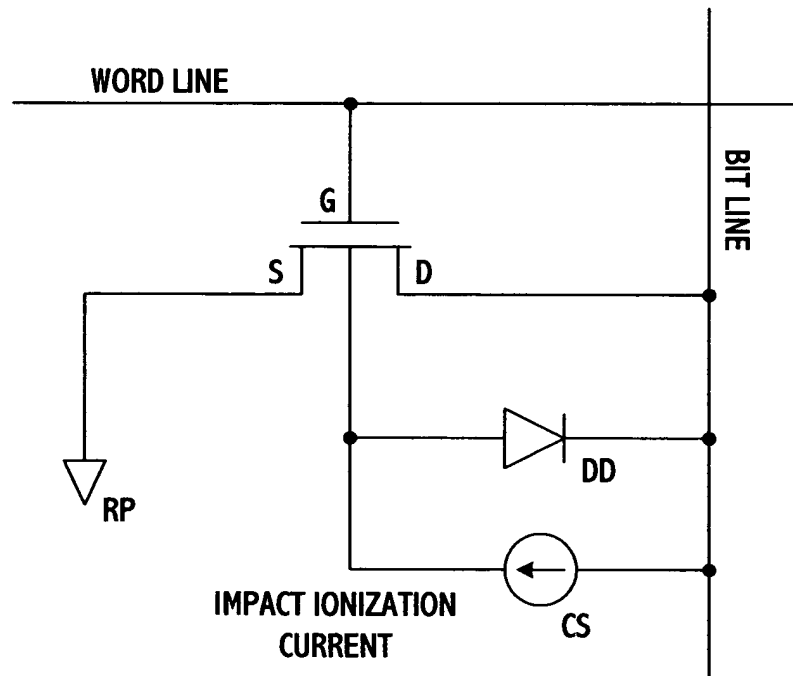 WORD LINE
BIT LINE
G
S
D
DD
RP
IMPACT IONIZATION
CURRENT
CS